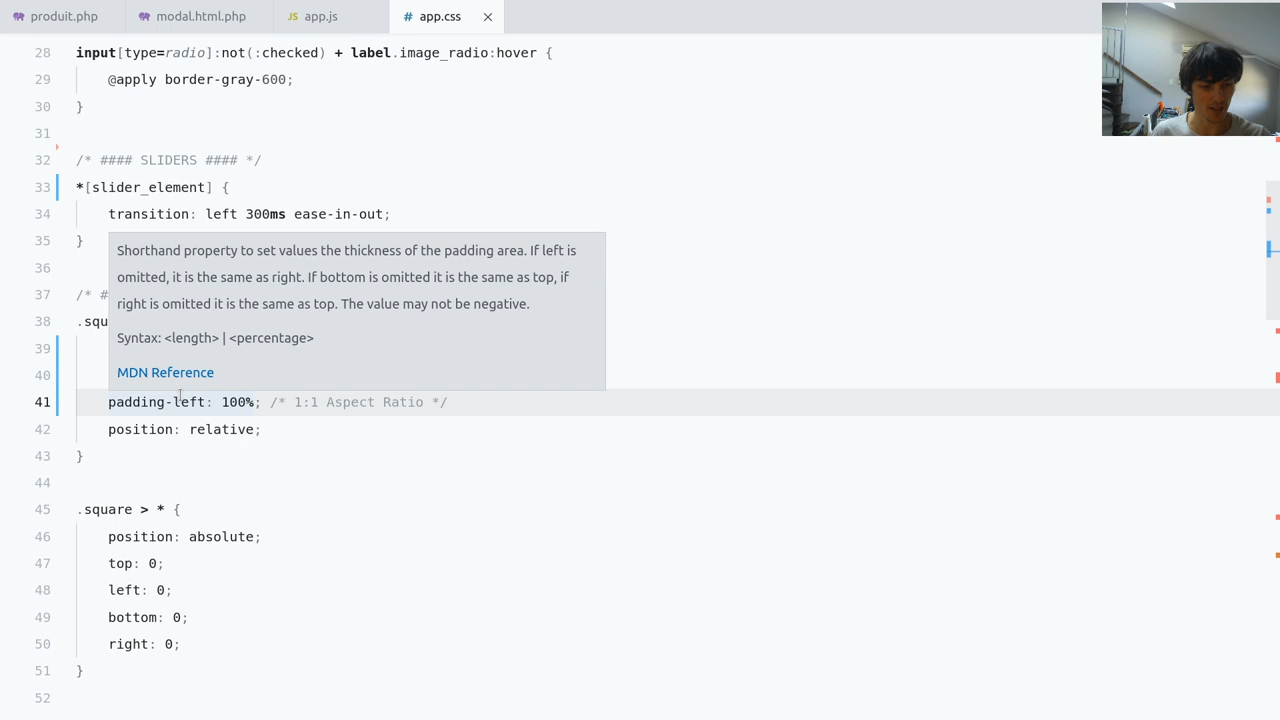 produit.php
modal.html.php
JS app.js
# app.css
28 input[type=radio]:not(:checked) + label.image_radio:hover {
29 @apply border-gray-600;
30 }
31
32 /* #### SLIDERS #### */
33 *[slider_element] {
34 transition: left 300ms ease-in-out;
35 }
36
37 /* #
38 .squ
39
40
Shorthand property to set values the thickness of the padding area. If left is
omitted, it is the same as right. If bottom is omitted it is the same as top, if
right is omitted it is the same as top. The value may not be negative.
Syntax: <length> | <percentage>
MDN Reference
41 padding-left: 100%; /* 1:1 Aspect Ratio */
42 position: relative;
43 }
44
45 .square > * {
46 position: absolute;
47 top: 0;
48 left: 0;
49 bottom: 0;
50 right: 0;
51 }
52